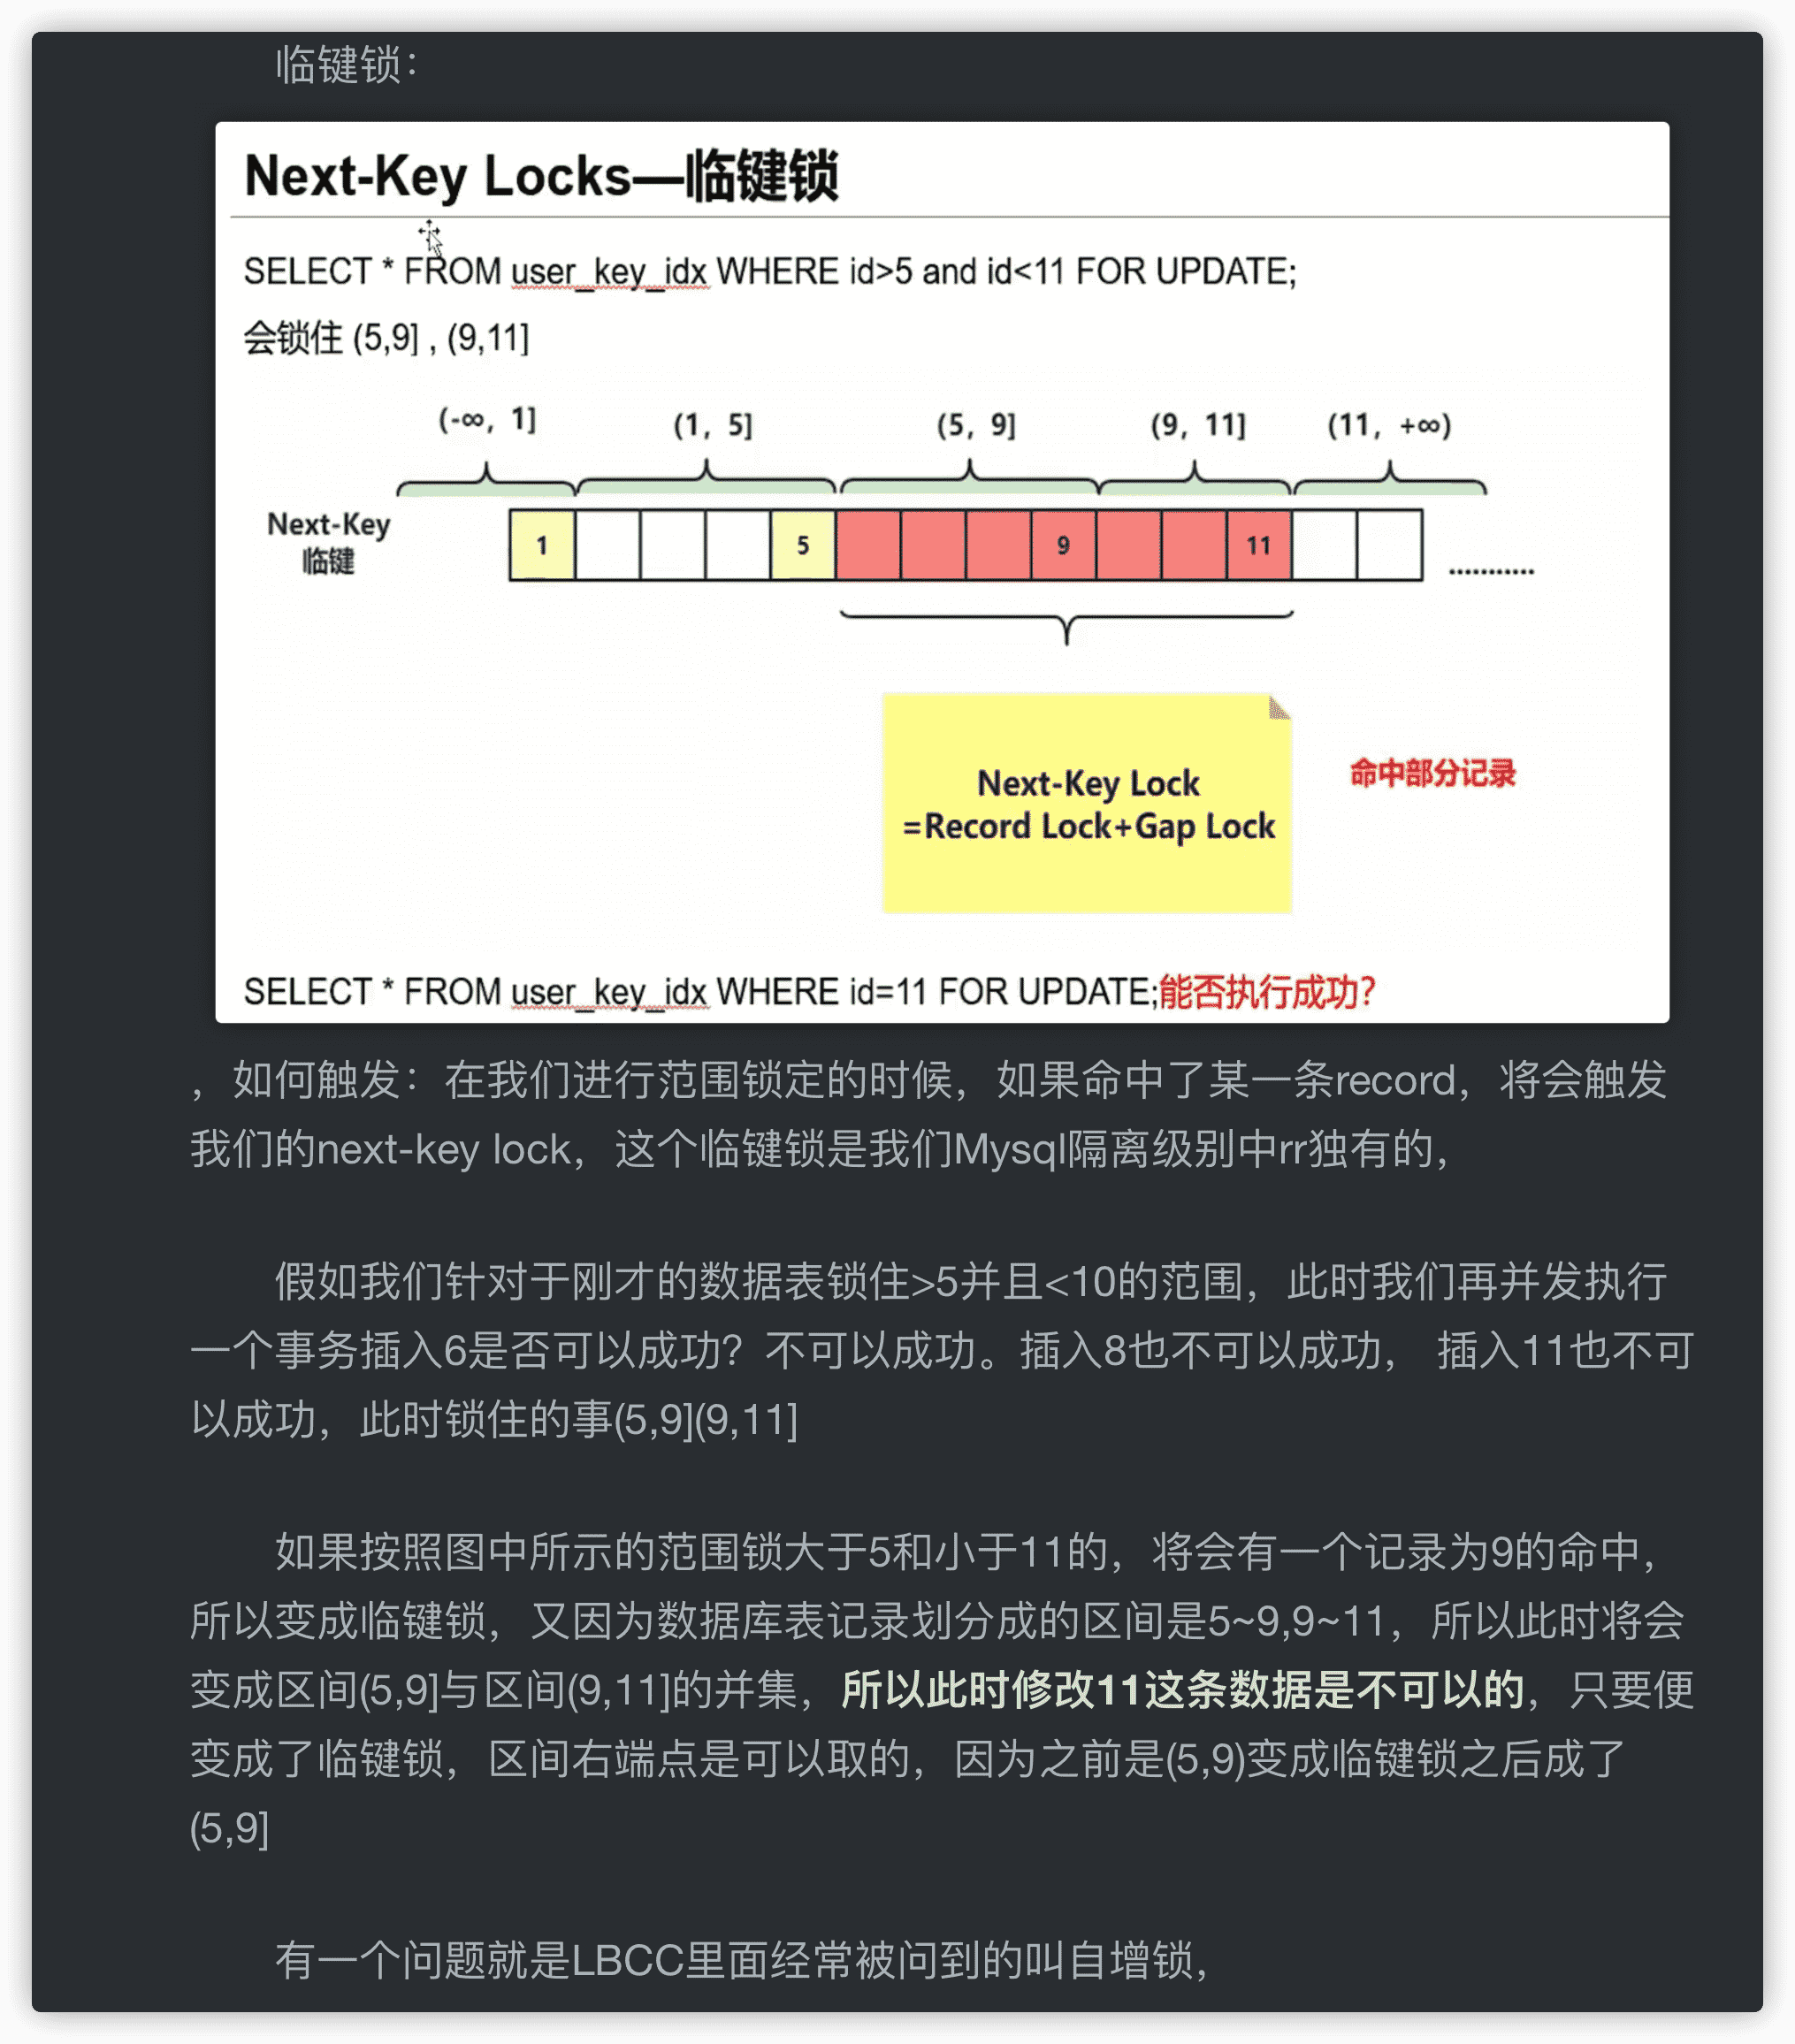 临键锁：
Next-Key Locks—临键锁
SELECT * FROM user_key_idx WHERE id>5 and id<11 FOR UPDATE;
会锁住 (5,9] , (9,11]
(-∞, 1] (1, 5] (5, 9] (9, 11] (11, +∞)
Next-Key
临键
1 5 9 11 ...........
Next-Key Lock
=Record Lock+Gap Lock
命中部分记录
SELECT * FROM user_key_idx WHERE id=11 FOR UPDATE;能否执行成功?
，如何触发：在我们进行范围锁定的时候，如果命中了某一条record，将会触发
我们的next-key lock，这个临键锁是我们Mysql隔离级别中rr独有的，
假如我们针对于刚才的数据表锁住>5并且<10的范围，此时我们再并发执行
一个事务插入6是否可以成功？不可以成功。插入8也不可以成功， 插入11也不可
以成功，此时锁住的事(5,9](9,11]
如果按照图中所示的范围锁大于5和小于11的，将会有一个记录为9的命中，
所以变成临键锁，又因为数据库表记录划分成的区间是5~9,9~11，所以此时将会
变成区间(5,9]与区间(9,11]的并集，所以此时修改11这条数据是不可以的，只要便
变成了临键锁，区间右端点是可以取的，因为之前是(5,9)变成临键锁之后成了
(5,9]
有一个问题就是LBCC里面经常被问到的叫自增锁，